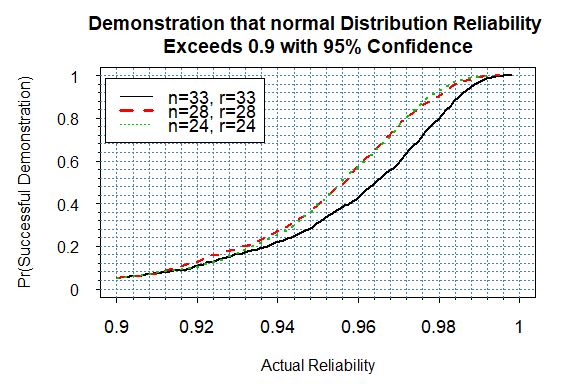 Demonstration that normal Distribution Reliability
Exceeds 0.9 with 95% Confidence
Pr(Successful Demonstration)
1
0.8
0.6
0.4
0.2
0
n=33, r=33
n=28, r=28
n=24, r=24
0.9
0.92
0.94
0.96
0.98
1
Actual Reliability